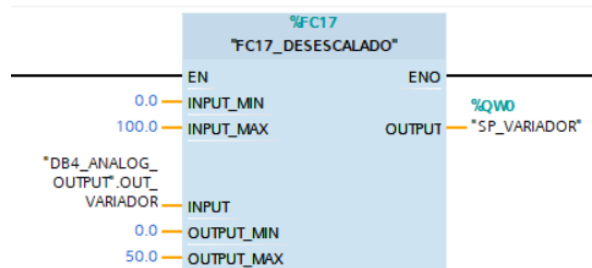 %FC17
"FC17_DESESCALADO"
EN ENO
0.0 INPUT_MIN %QW0
100.0 INPUT_MAX OUTPUT "SP_VARIADOR"
"DB4_ANALOG_
OUTPUT".OUT_
VARIADOR INPUT
0.0 OUTPUT_MIN
50.0 OUTPUT_MAX